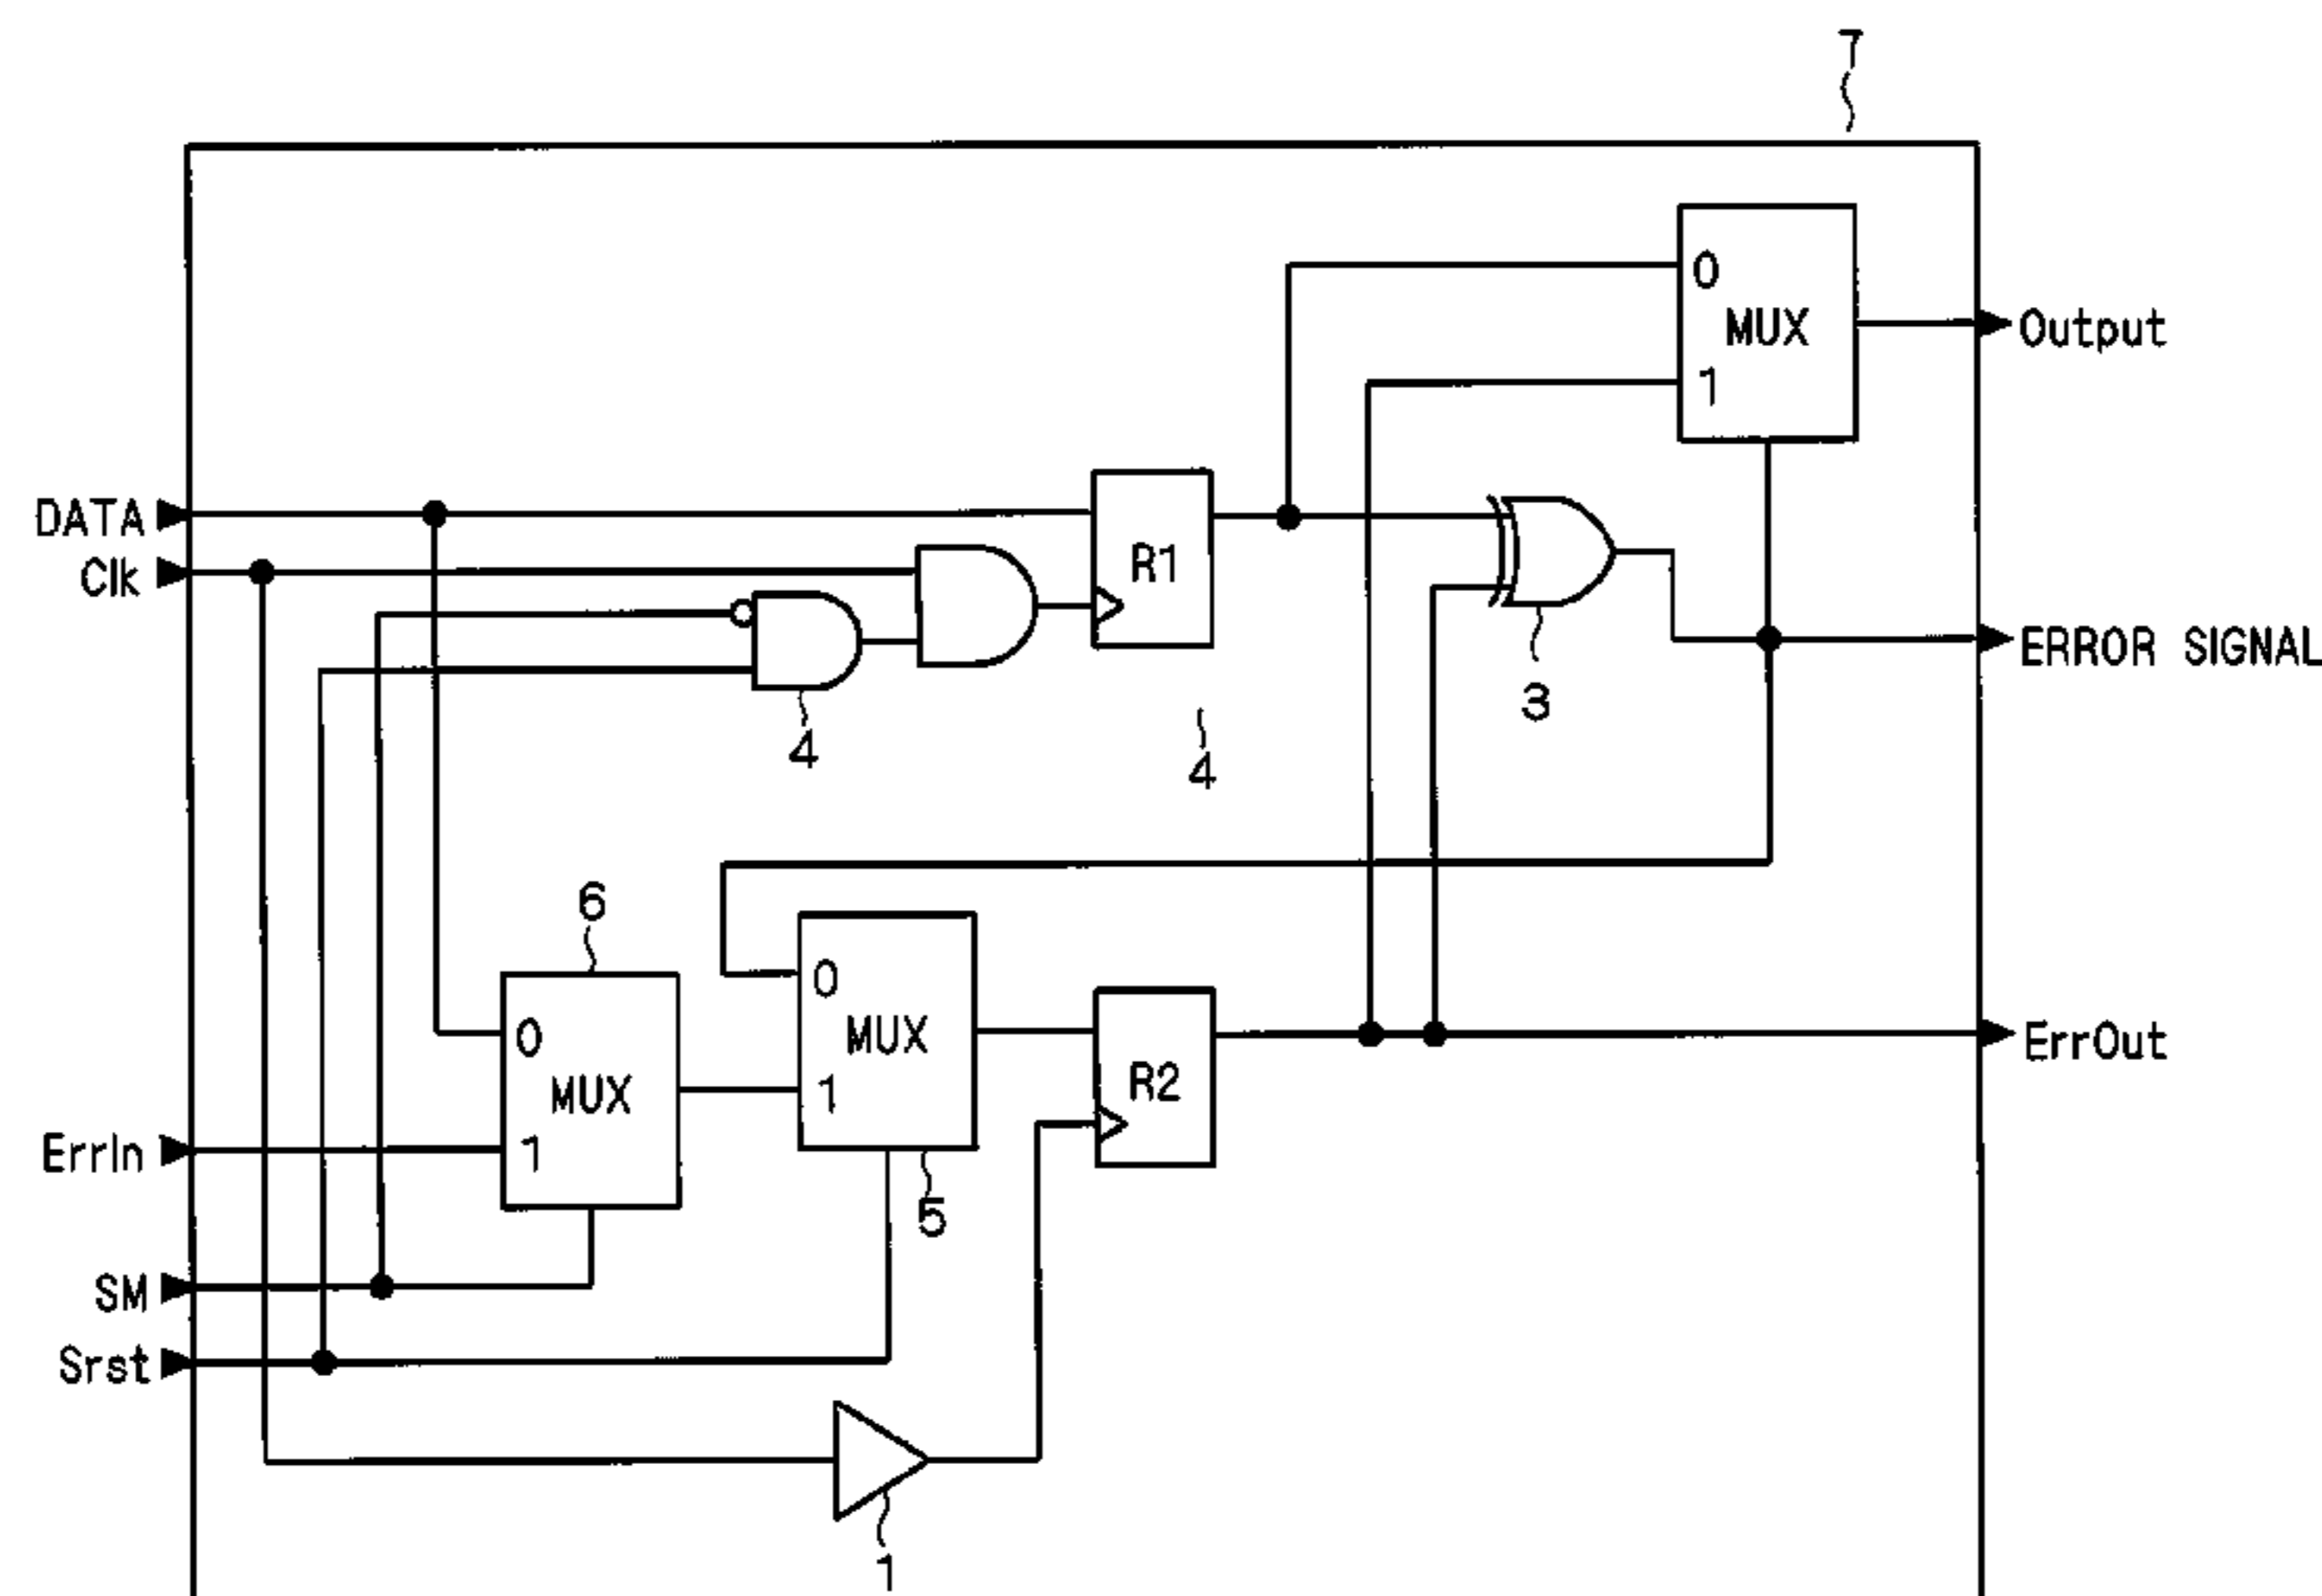 7
0
MUX
1
Output
DATA
Clk
R1
ERROR SIGNAL
3
4
4
6
0
MUX
1
0
MUX
1
R2
ErrOut
ErrIn
5
SM
Srst
1